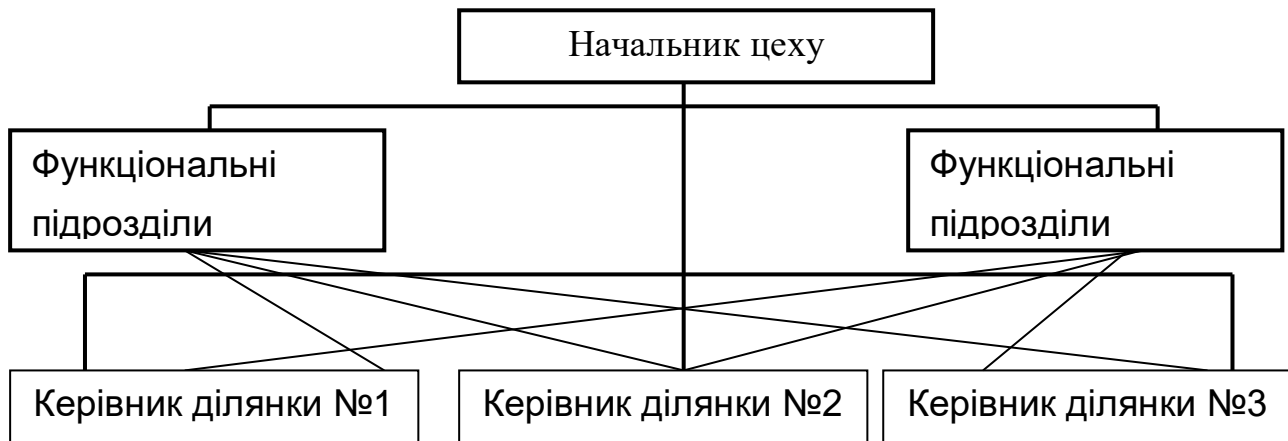 Начальник цеху
Функціональні
підрозділи
Функціональні
підрозділи
Керівник ділянки №1
Керівник ділянки №2
Керівник ділянки №3